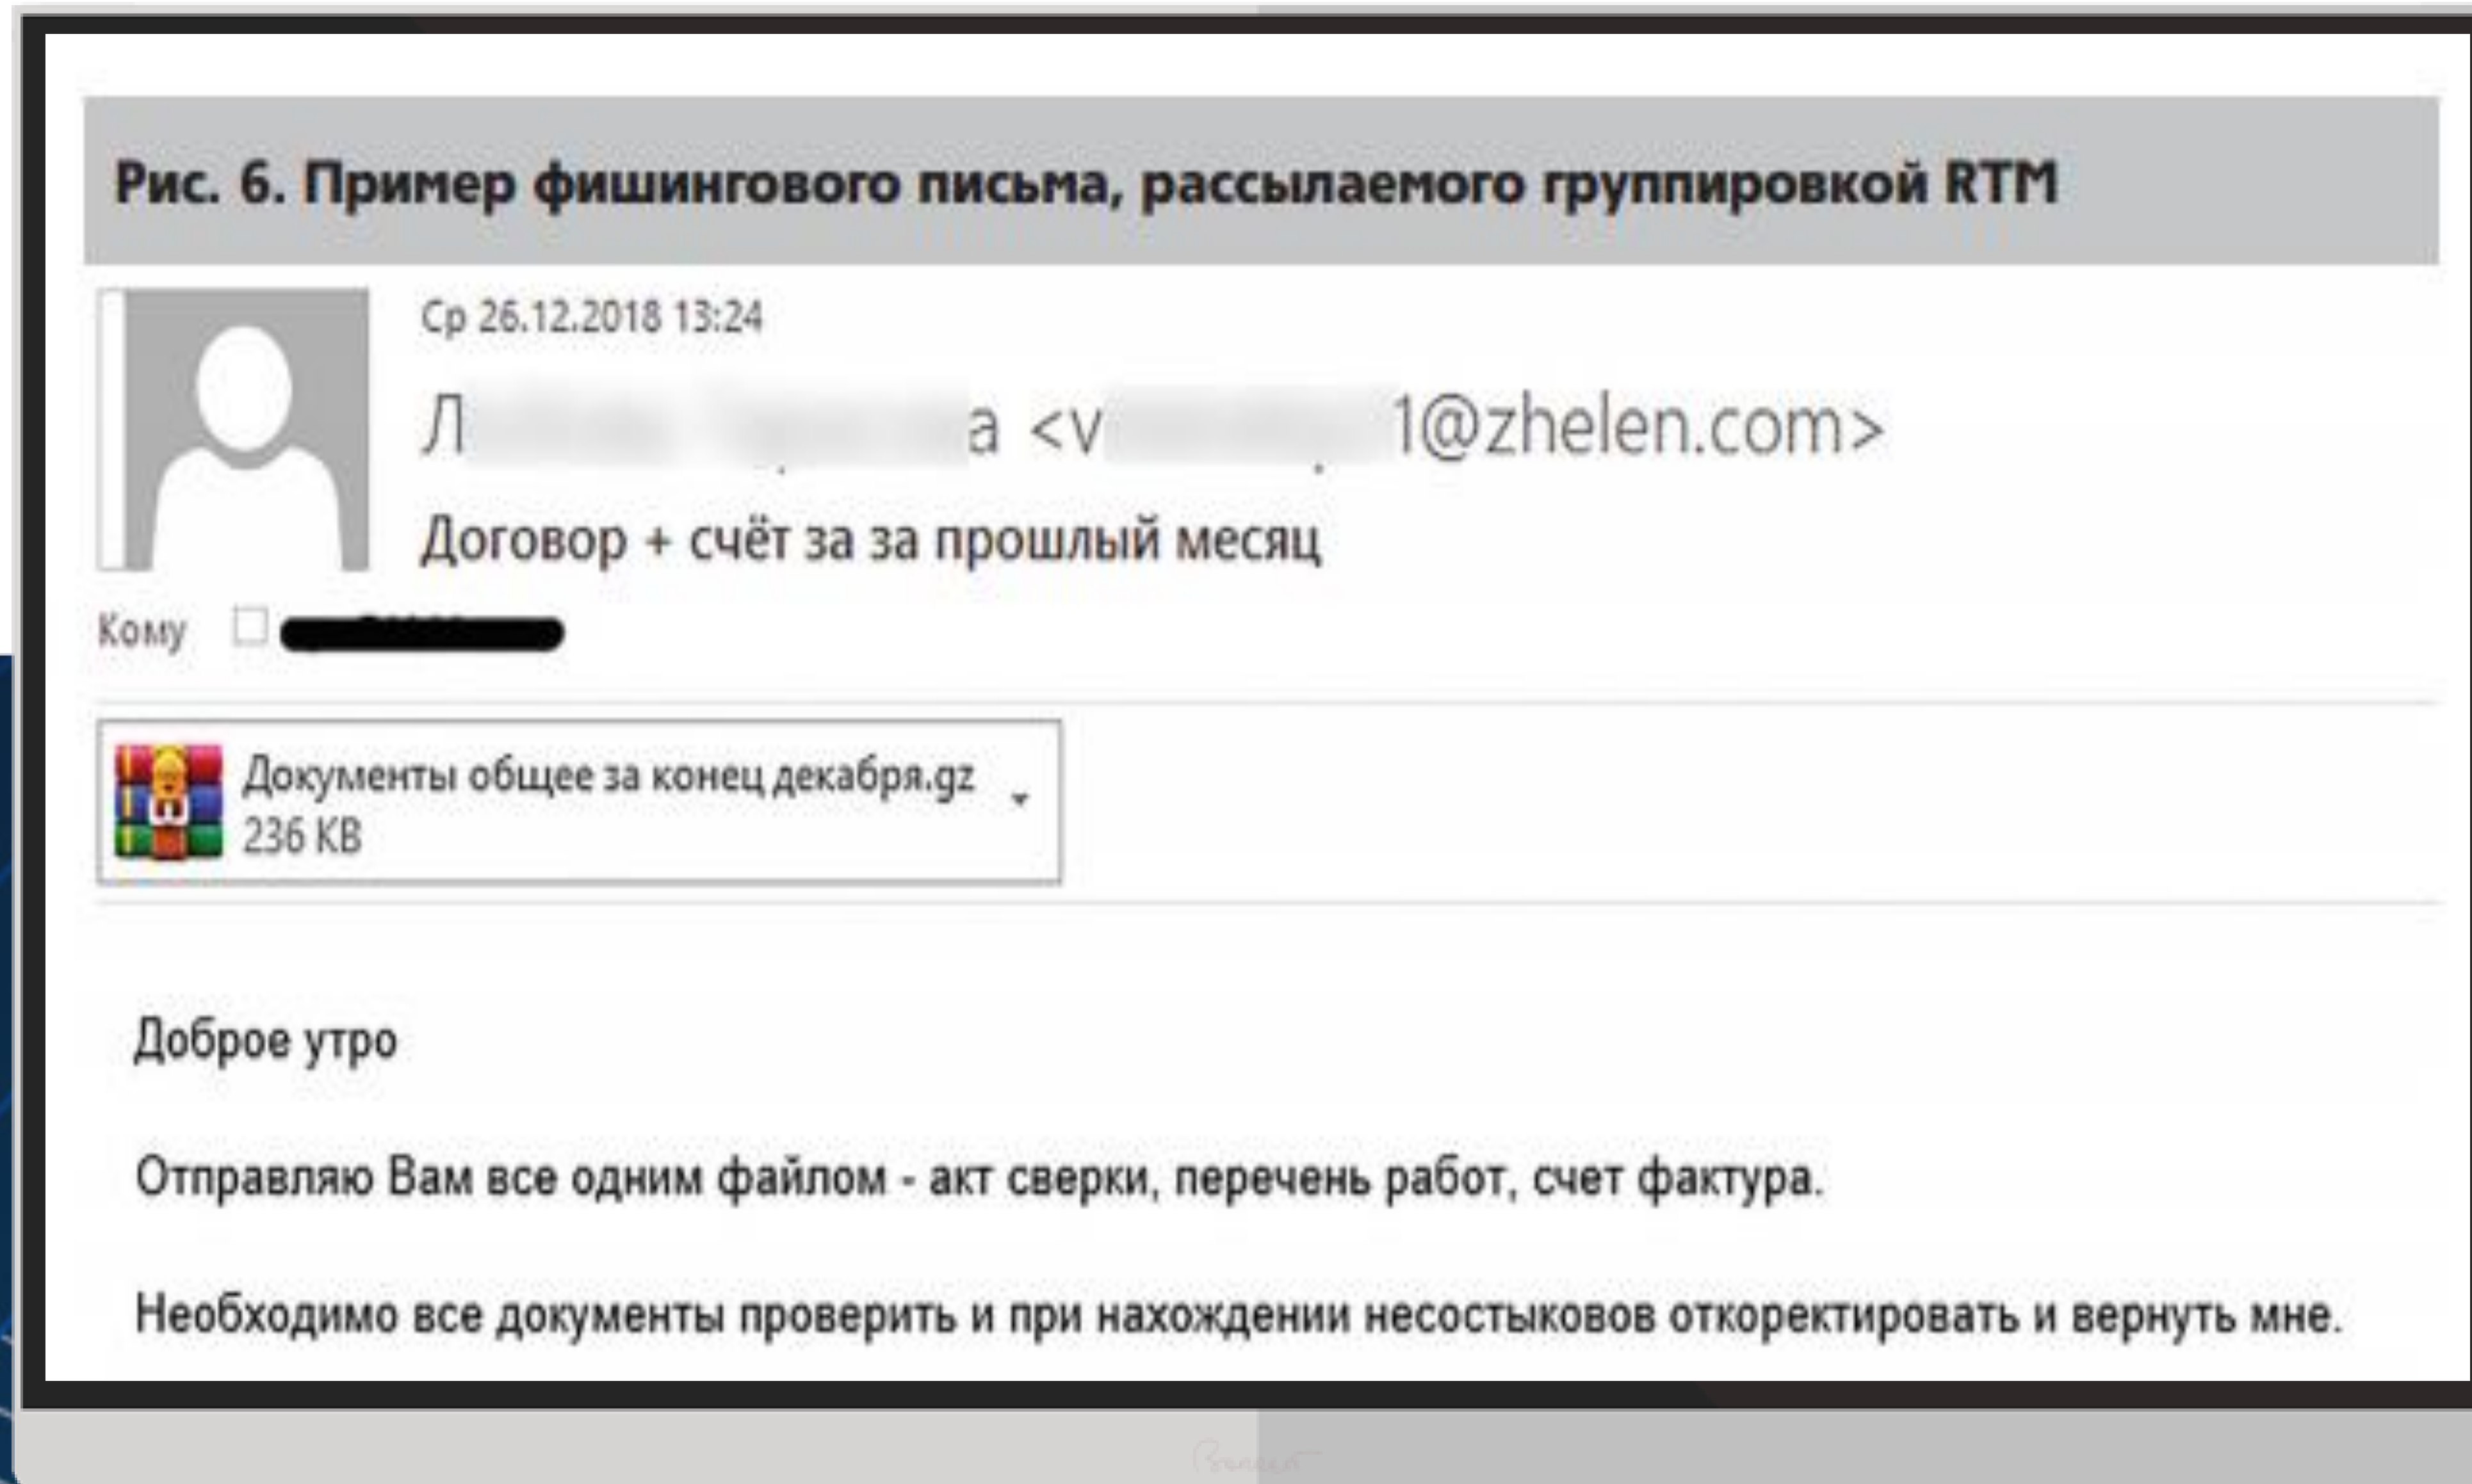 Рис. 6. Пример фишингового письма, рассылаемого группировкой RTM
Ср 26.12.2018 13:24
Л а <v 1@zhelen.com>
Договор + счёт за за прошлый месяц
Кому
Документы общее за конец декабря.gz
236 KB
Доброе утро
Отправляю Вам все одним файлом - акт сверки, перечень работ, счет фактура.
Необходимо все документы проверить и при нахождении несостыковов откоректировать и вернуть мне.